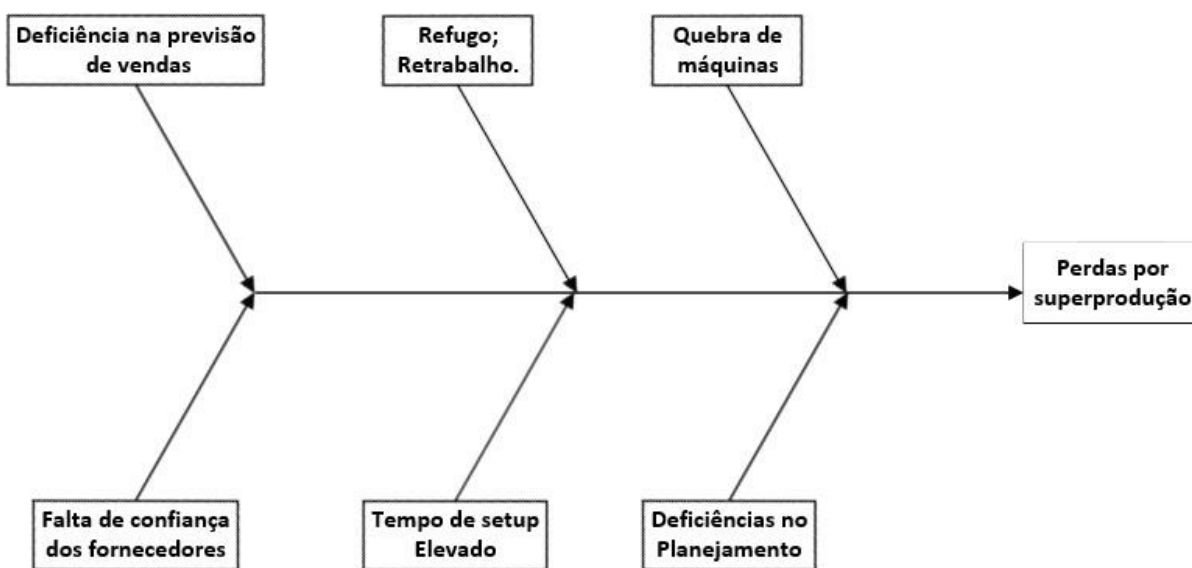 Deficiência na previsão
de vendas
Refugo;
Retrabalho.
Quebra de
máquinas
Perdas por
superprodução
Falta de confiança
dos fornecedores
Tempo de setup
Elevado
Deficiências no
Planejamento